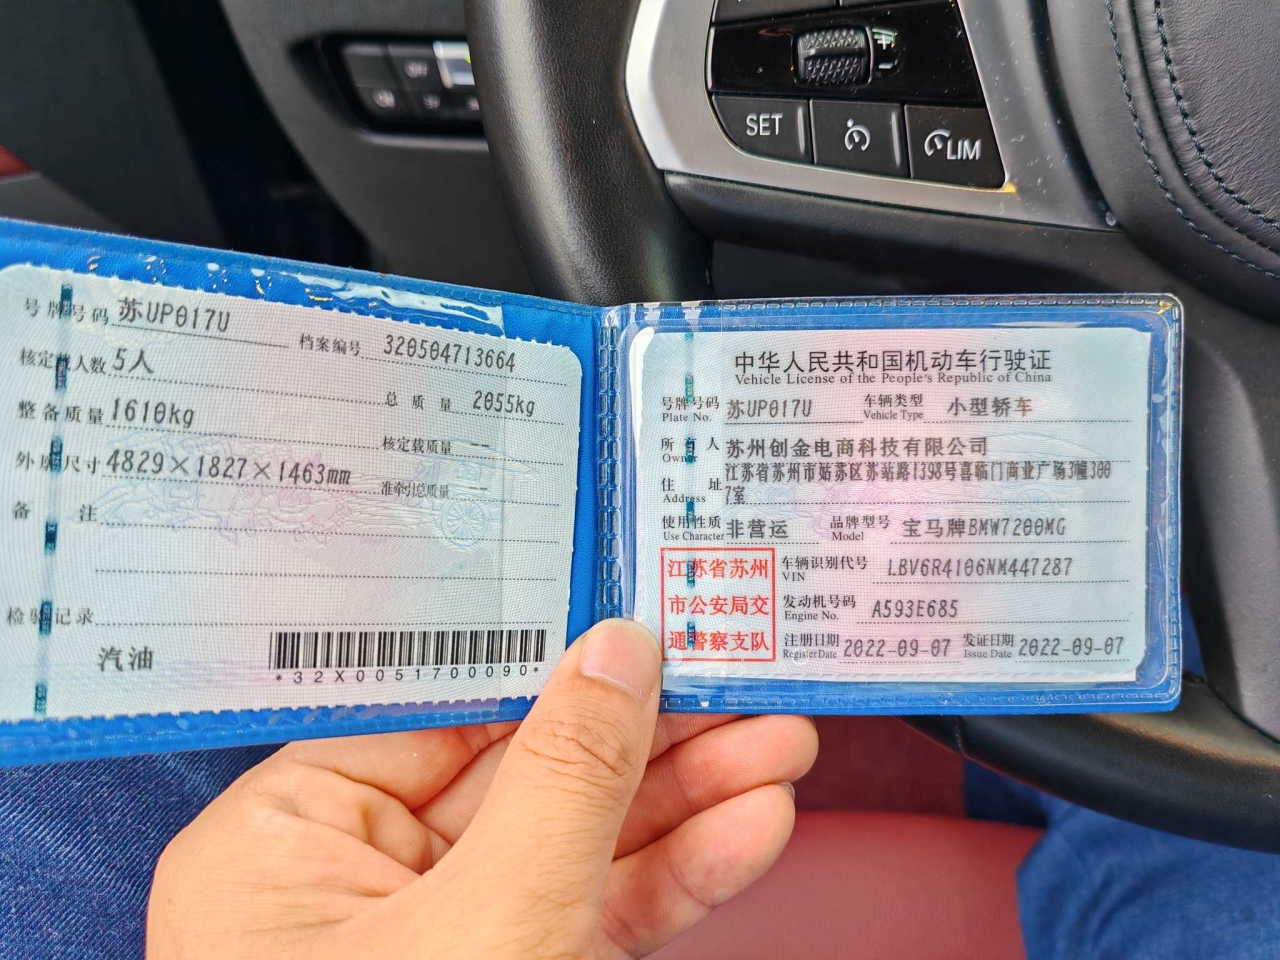 SET
LIM
OFF
号牌号码 苏UP017U 档案编号 320504713664
核定载人数 5人 总质量 2055kg
整备质量 1610kg 核定载质量 --
外廓尺寸 4829×1827×1463mm 准牵引总质量 --
备注
检验记录
汽油
*32X0051700090*
中华人民共和国机动车行驶证
Vehicle License of the People's Republic of China
号牌号码 苏UP017U 车辆类型 小型轿车
Plate No. Vehicle Type
所有人 苏州创金电商科技有限公司
Owner
住址 江苏省苏州市姑苏区苏站路1398号喜临门商业广场3幢300
Address 7室
使用性质 非营运 品牌型号 宝马牌BMW7200MG
Use Character Model
江苏省苏州
市公安局交
通警察支队
车辆识别代号 LBV6R4106NM447287
VIN
发动机号码 A593E685
Engine No.
注册日期 2022-09-07 发证日期 2022-09-07
Register Date Issue Date